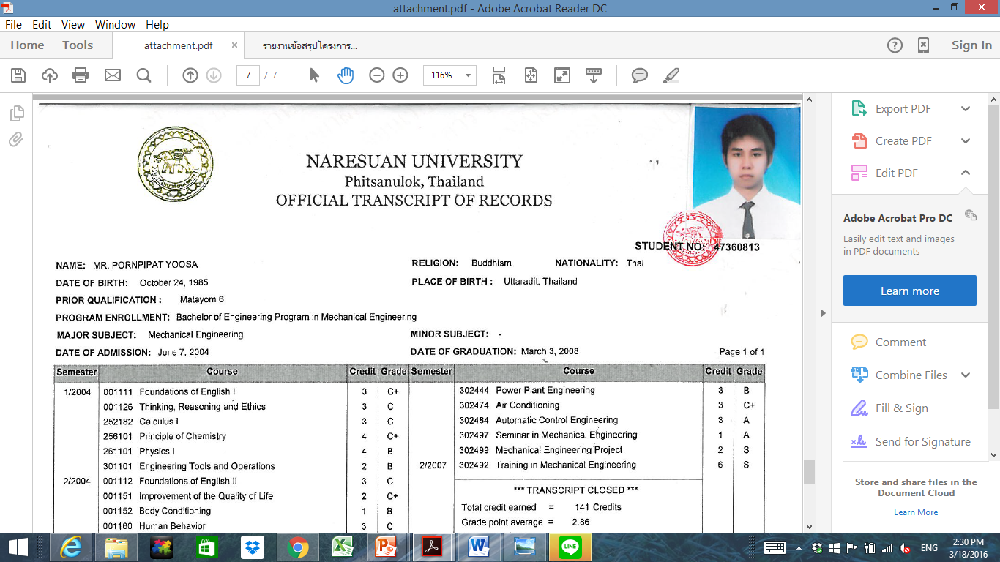 attachment.pdf - Adobe Acrobat Reader DC
File Edit View Window Help
Home Tools attachment.pdf × รายงานข้อสรุปโครงการ... Sign In
7 / 7 116%
NARESUAN UNIVERSITY
Phitsanulok, Thailand
OFFICIAL TRANSCRIPT OF RECORDS
STUDENT NO: 47360813
NAME: MR. PORNPIPAT YOOSA RELIGION: Buddhism NATIONALITY: Thai
DATE OF BIRTH: October 24, 1985 PLACE OF BIRTH : Uttaradit, Thailand
PRIOR QUALIFICATION : Matayom 6
PROGRAM ENROLLMENT: Bachelor of Engineering Program in Mechanical Engineering
MAJOR SUBJECT: Mechanical Engineering MINOR SUBJECT: -
DATE OF ADMISSION: June 7, 2004 DATE OF GRADUATION: March 3, 2008 Page 1 of 1
Semester Course Credit Grade Semester Course Credit Grade
1/2004 001111 Foundations of English I 3 C+ 302444 Power Plant Engineering 3 B
001126 Thinking, Reasoning and Ethics 3 C 302474 Air Conditioning 3 C+
252182 Calculus I 3 C 302484 Automatic Control Engineering 3 A
256101 Principle of Chemistry 4 C+ 302497 Seminar in Mechanical Engineering 1 A
261101 Physics I 4 B 302499 Mechanical Engineering Project 2 S
301101 Engineering Tools and Operations 2 B 2/2007 302492 Training in Mechanical Engineering 6 S
2/2004 001112 Foundations of English II 3 C
001151 Improvement of the Quality of Life 2 C+ *** TRANSCRIPT CLOSED ***
001152 Body Conditioning 1 B Total credit earned = 141 Credits
001160 Human Behavior 3 C Grade point average = 2.86
Export PDF
Create PDF
Edit PDF
Adobe Acrobat Pro DC
Easily edit text and images
in PDF documents
Learn more
Comment
Combine Files
Fill & Sign
Send for Signature
Store and share files in the
Document Cloud
Learn More
LINE
ENG
2:30 PM
3/18/2016